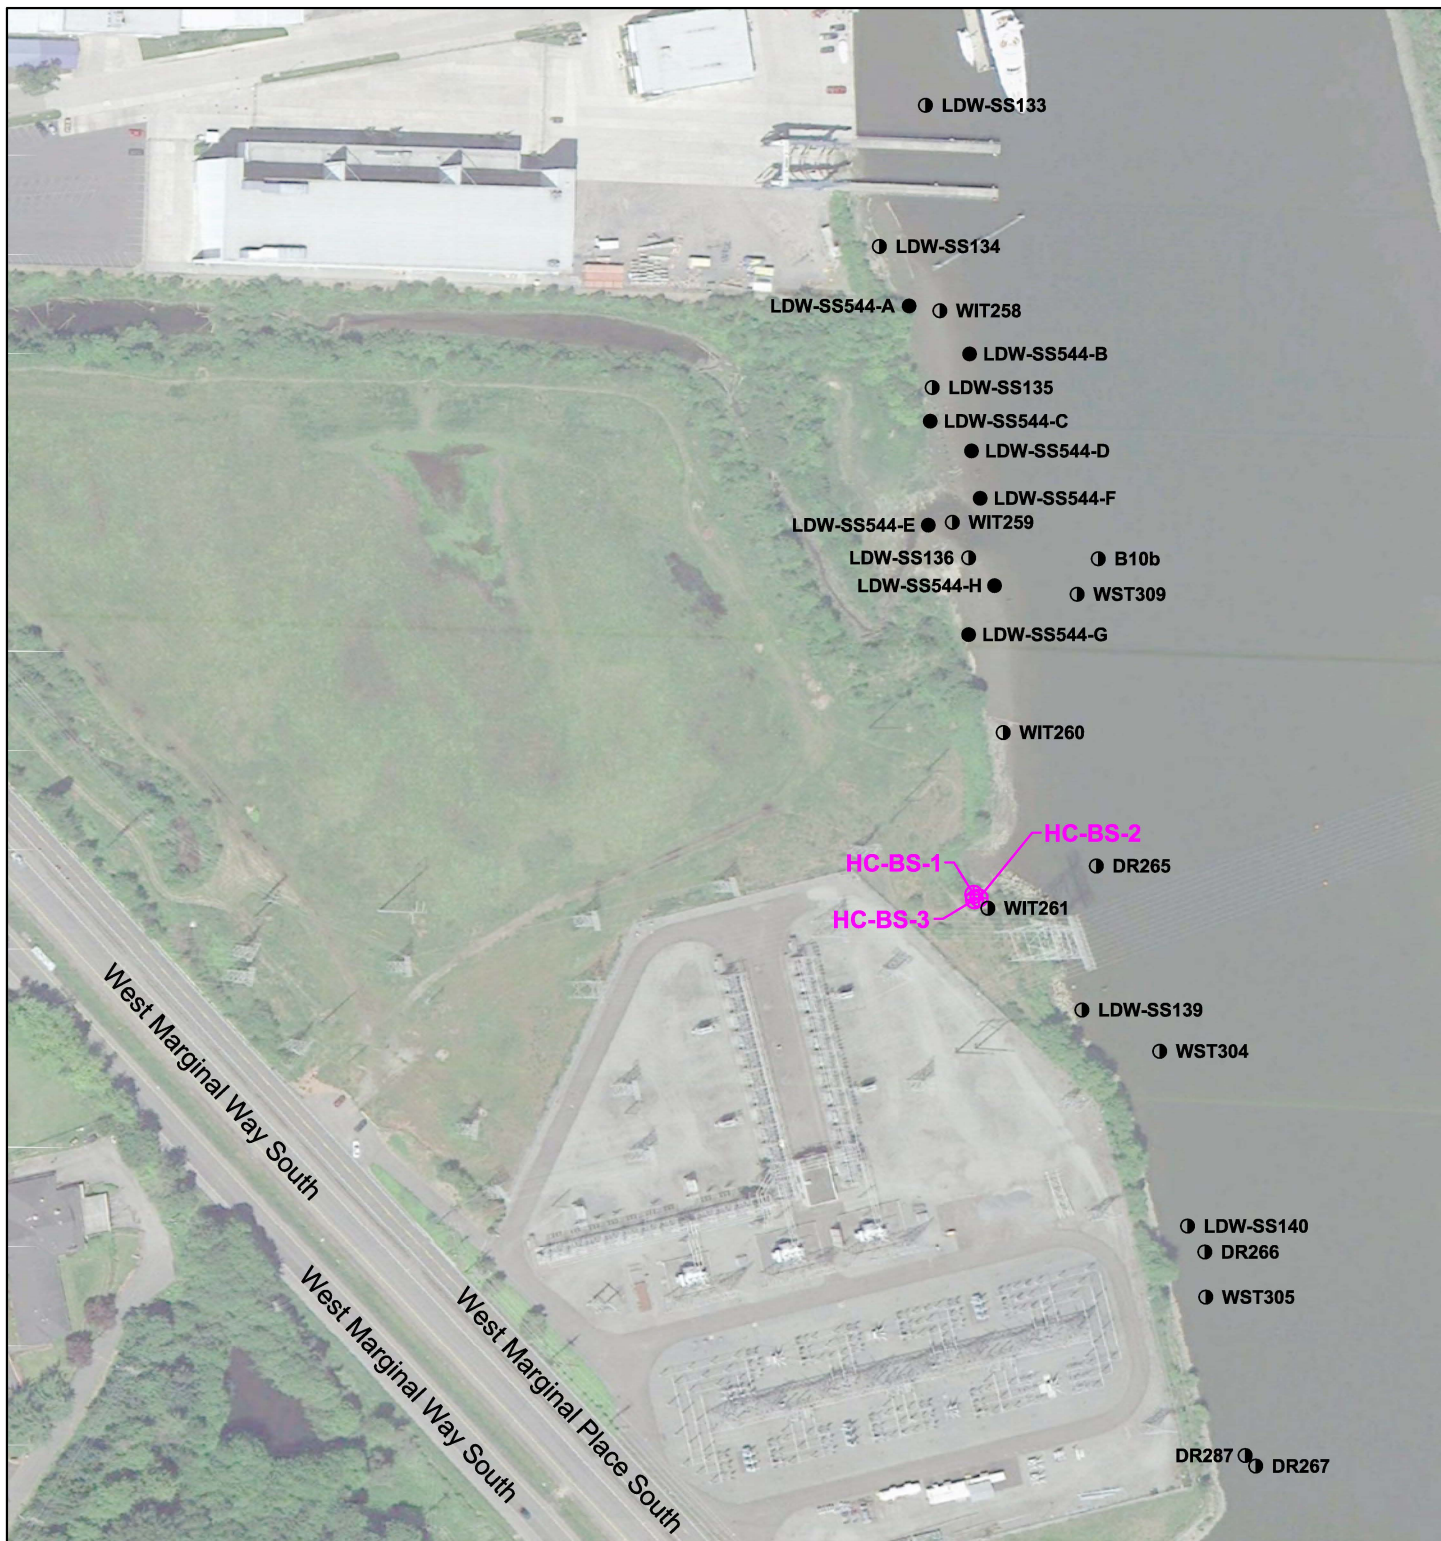 LDW-SS133
LDW-SS134
LDW-SS544-A
WIT258
LDW-SS544-B
LDW-SS135
LDW-SS544-C
LDW-SS544-D
LDW-SS544-F
LDW-SS544-E
WIT259
LDW-SS136
B10b
LDW-SS544-H
WST309
LDW-SS544-G
WIT260
HC-BS-2
HC-BS-1
DR265
HC-BS-3
WIT261
LDW-SS139
WST304
West Marginal Way South
LDW-SS140
DR266
WST305
West Marginal Way South
West Marginal Place South
DR287
DR267